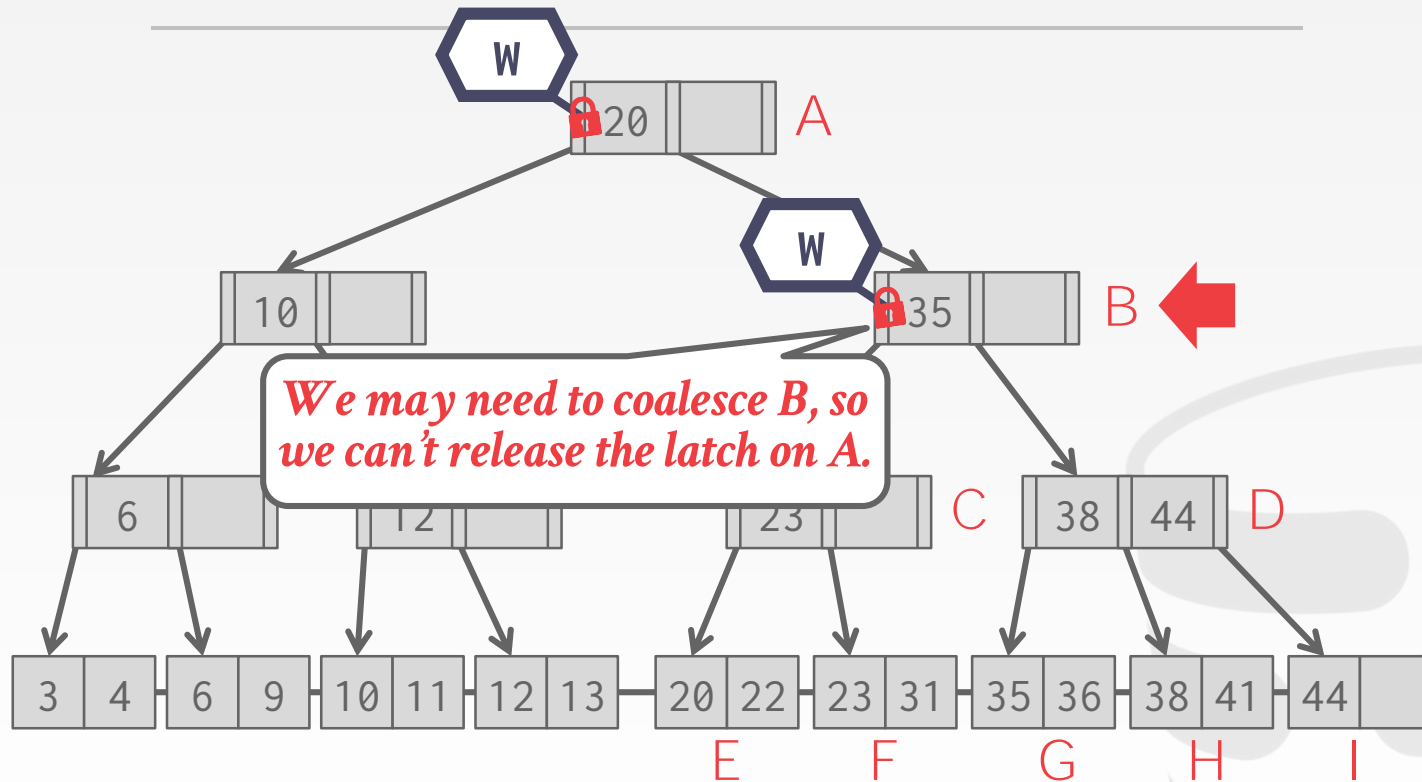 W
20 A
W
10 35 B
We may need to coalesce B, so
we can't release the latch on A.
6 12 23 C 38 44 D
3 4 6 9 10 11 12 13 20 22 23 31 35 36 38 41 44
E F G H I